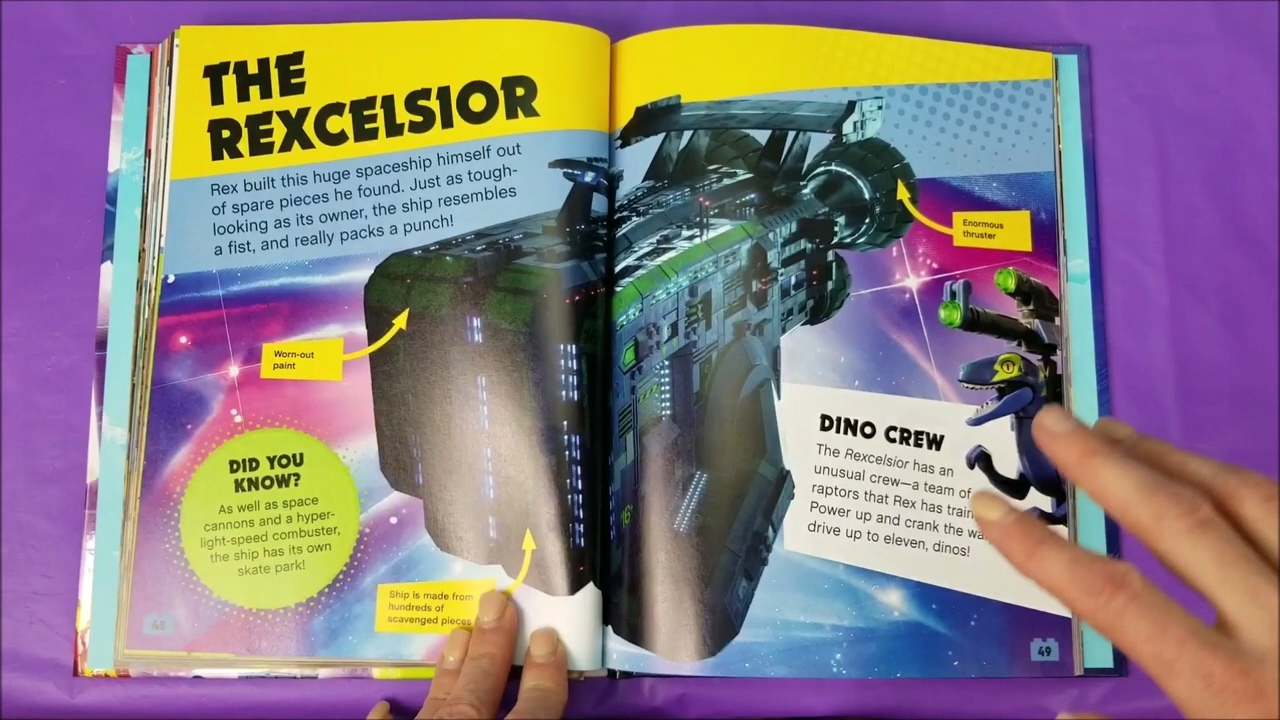 THE
REXCELSIOR
Rex built this huge spaceship himself out
of spare pieces he found. Just as tough-
looking as its owner, the ship resembles
a fist, and really packs a punch!
Worn-out
paint
DID YOU
KNOW?
As well as space
cannons and a hyper-
light-speed combuster,
the ship has its own
skate park!
Ship is made from
hundreds of
scavenged pieces
48
Enormous
thruster
DINO CREW
The Rexcelsior has an
unusual crew—a team of
raptors that Rex has
Power up and crank the
drive up to eleven, dinos!
49